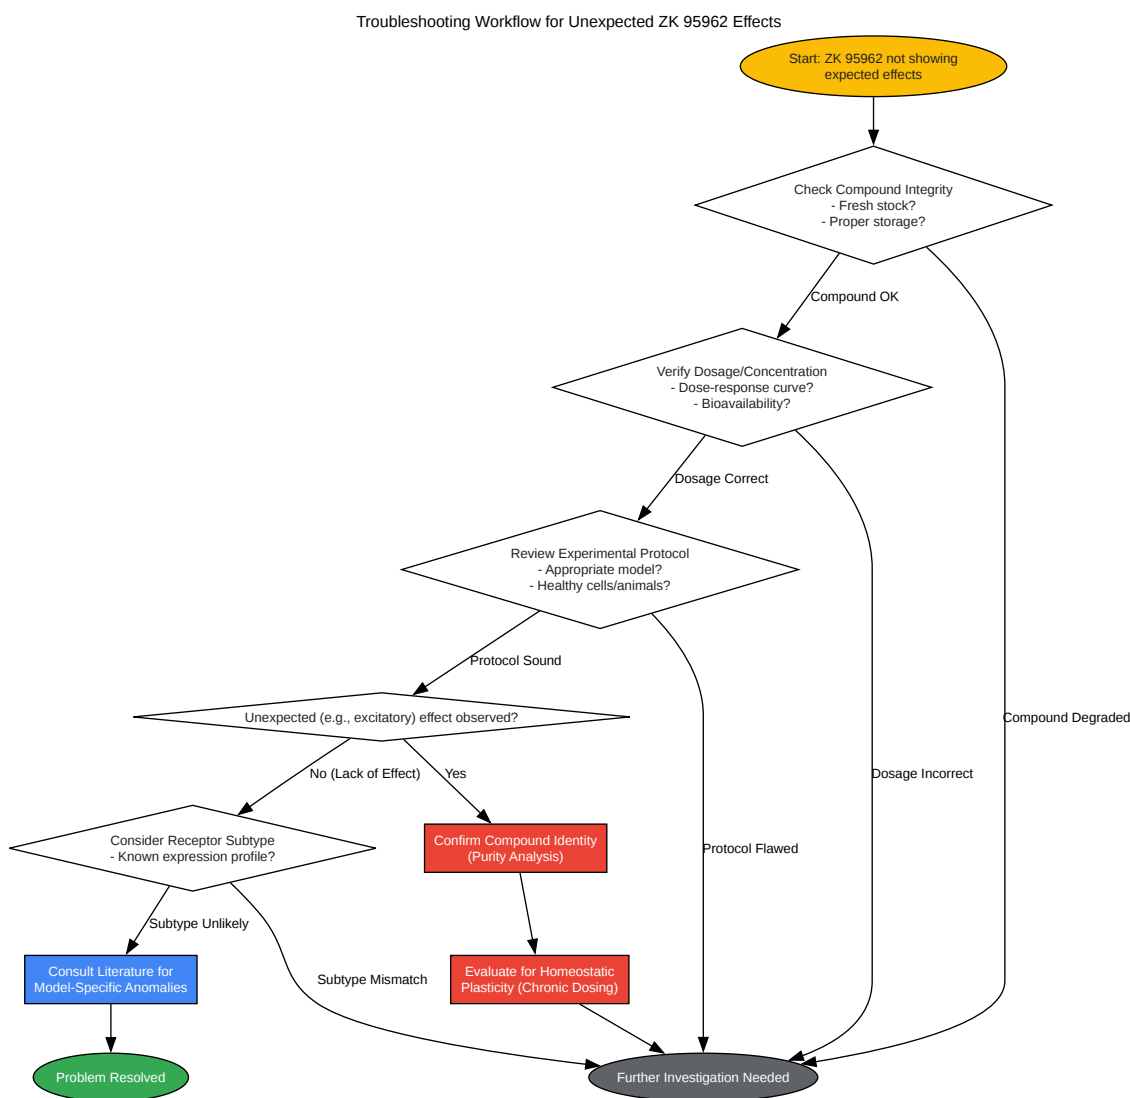 Troubleshooting Workflow for Unexpected ZK 95962 Effects
Start: ZK 95962 not showing
expected effects
Check Compound Integrity
- Fresh stock?
- Proper storage?
Compound OK
Verify Dosage/Concentration
- Dose-response curve?
- Bioavailability?
Dosage Correct
Review Experimental Protocol
- Appropriate model?
- Healthy cells/animals?
Protocol Sound
Unexpected (e.g., excitatory) effect observed?
Compound Degraded
No (Lack of Effect)
Yes
Dosage Incorrect
Consider Receptor Subtype
- Known expression profile?
Confirm Compound Identity
(Purity Analysis)
Protocol Flawed
Subtype Unlikely
Consult Literature for
Model-Specific Anomalies
Subtype Mismatch
Evaluate for Homeostatic
Plasticity (Chronic Dosing)
Problem Resolved
Further Investigation Needed